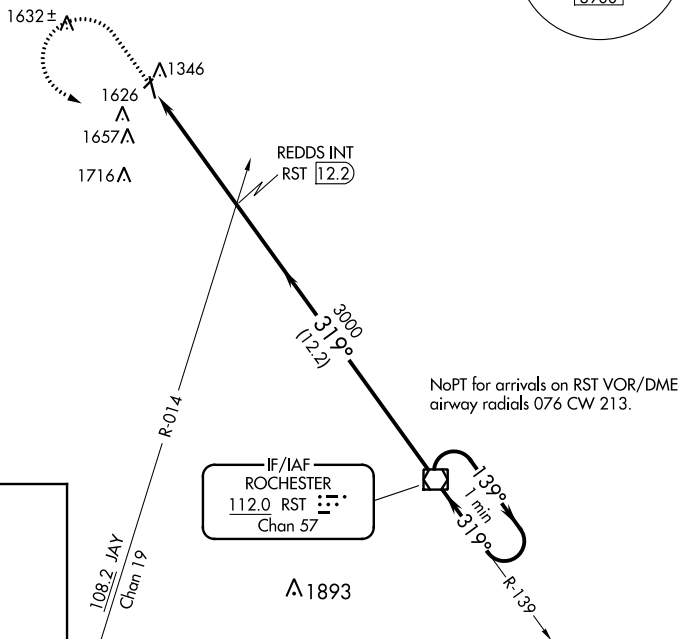 1632±
1346
1626
1657
1716
REDDS INT
RST 12.2
3000
319°
(12.2)
NoPT for arrivals on RST VOR/DME
airway radials 076 CW 213.
R-014
IF/IAF
ROCHESTER
112.0 RST
Chan 57
139°
1 min
319°
R-139
108.2 JAY
Chan 19
1893